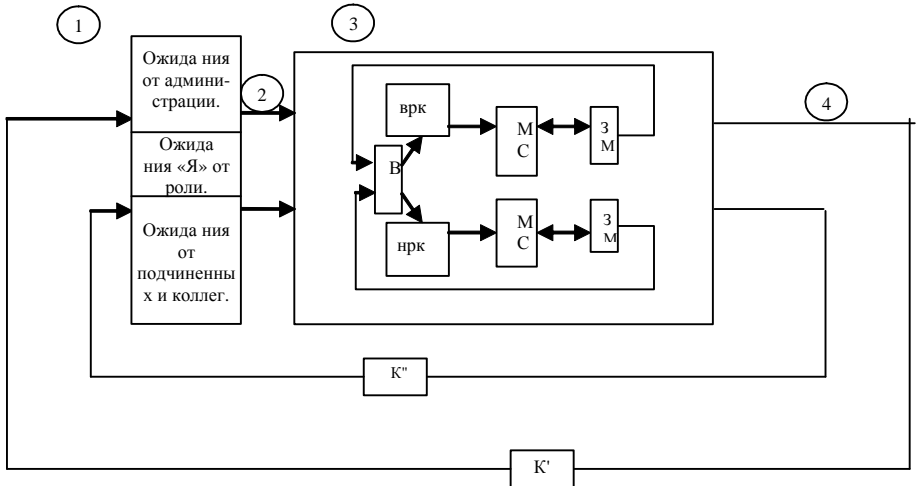 1
3
Ожида ния
от админи-
страции.
2
4
врк
М
С
З
М
Ожида
ния «Я» от
роли.
В
Ожида ния
от
подчиненны
х и коллег.
нрк
М
С
З
М
К"
К'